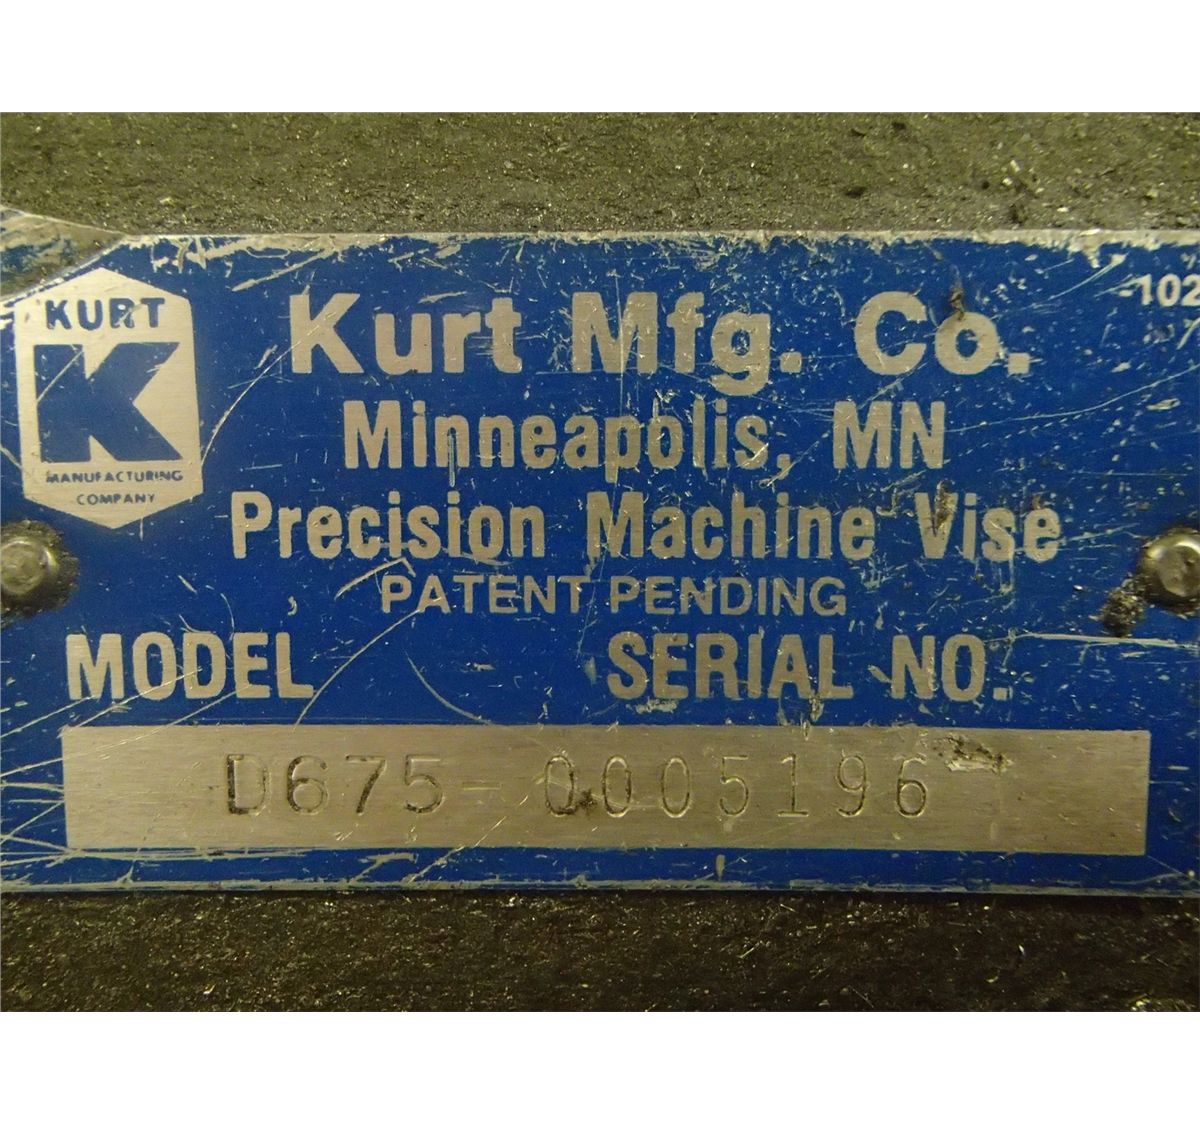 KURT
K
MANUFACTURING
COMPANY
102
Kurt Mfg. Co.
Minneapolis, MN
Precision Machine Vise
PATENT PENDING
MODEL SERIAL NO.
D675-0005196